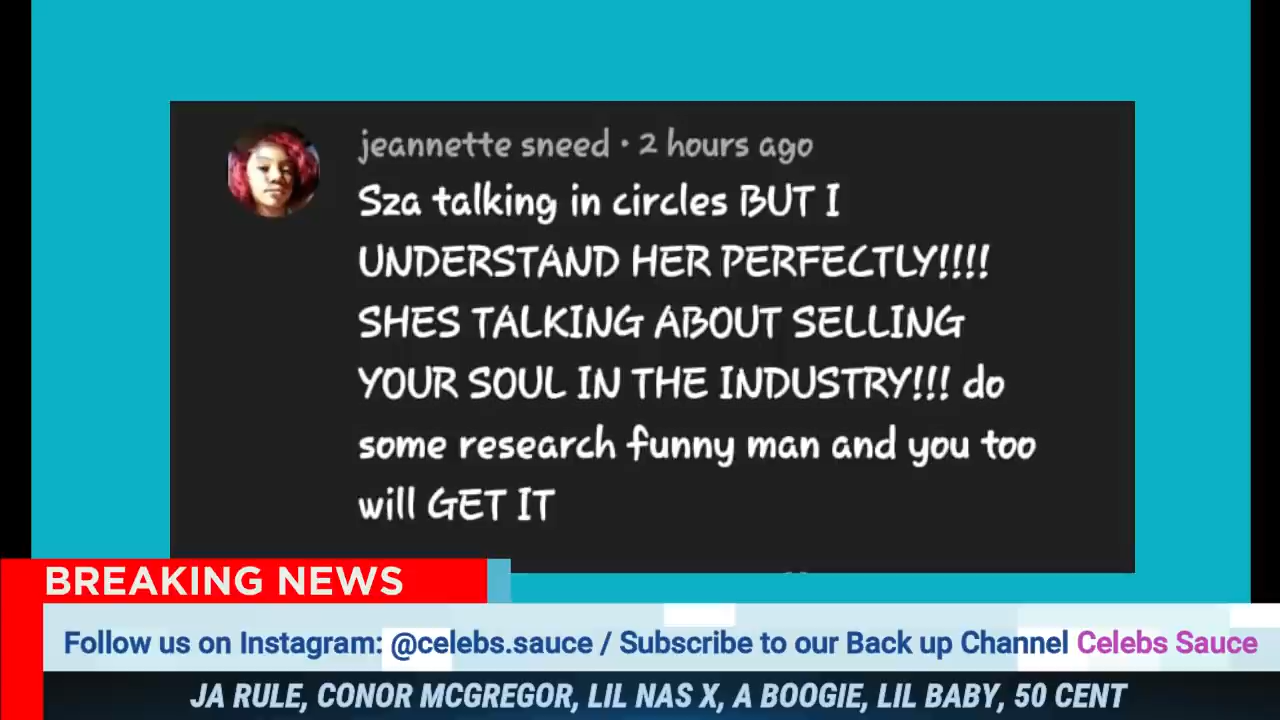 jeannette sneed • 2 hours ago
Sza talking in circles BUT I
UNDERSTAND HER PERFECTLY!!!!
SHES TALKING ABOUT SELLING
YOUR SOUL IN THE INDUSTRY!!! do
some research funny man and you too
will GET IT
BREAKING NEWS
Follow us on Instagram: @celebs.sauce / Subscribe to our Back up Channel Celebs Sauce
JA RULE, CONOR MCGREGOR, LIL NAS X, A BOOGIE, LIL BABY, 50 CENT